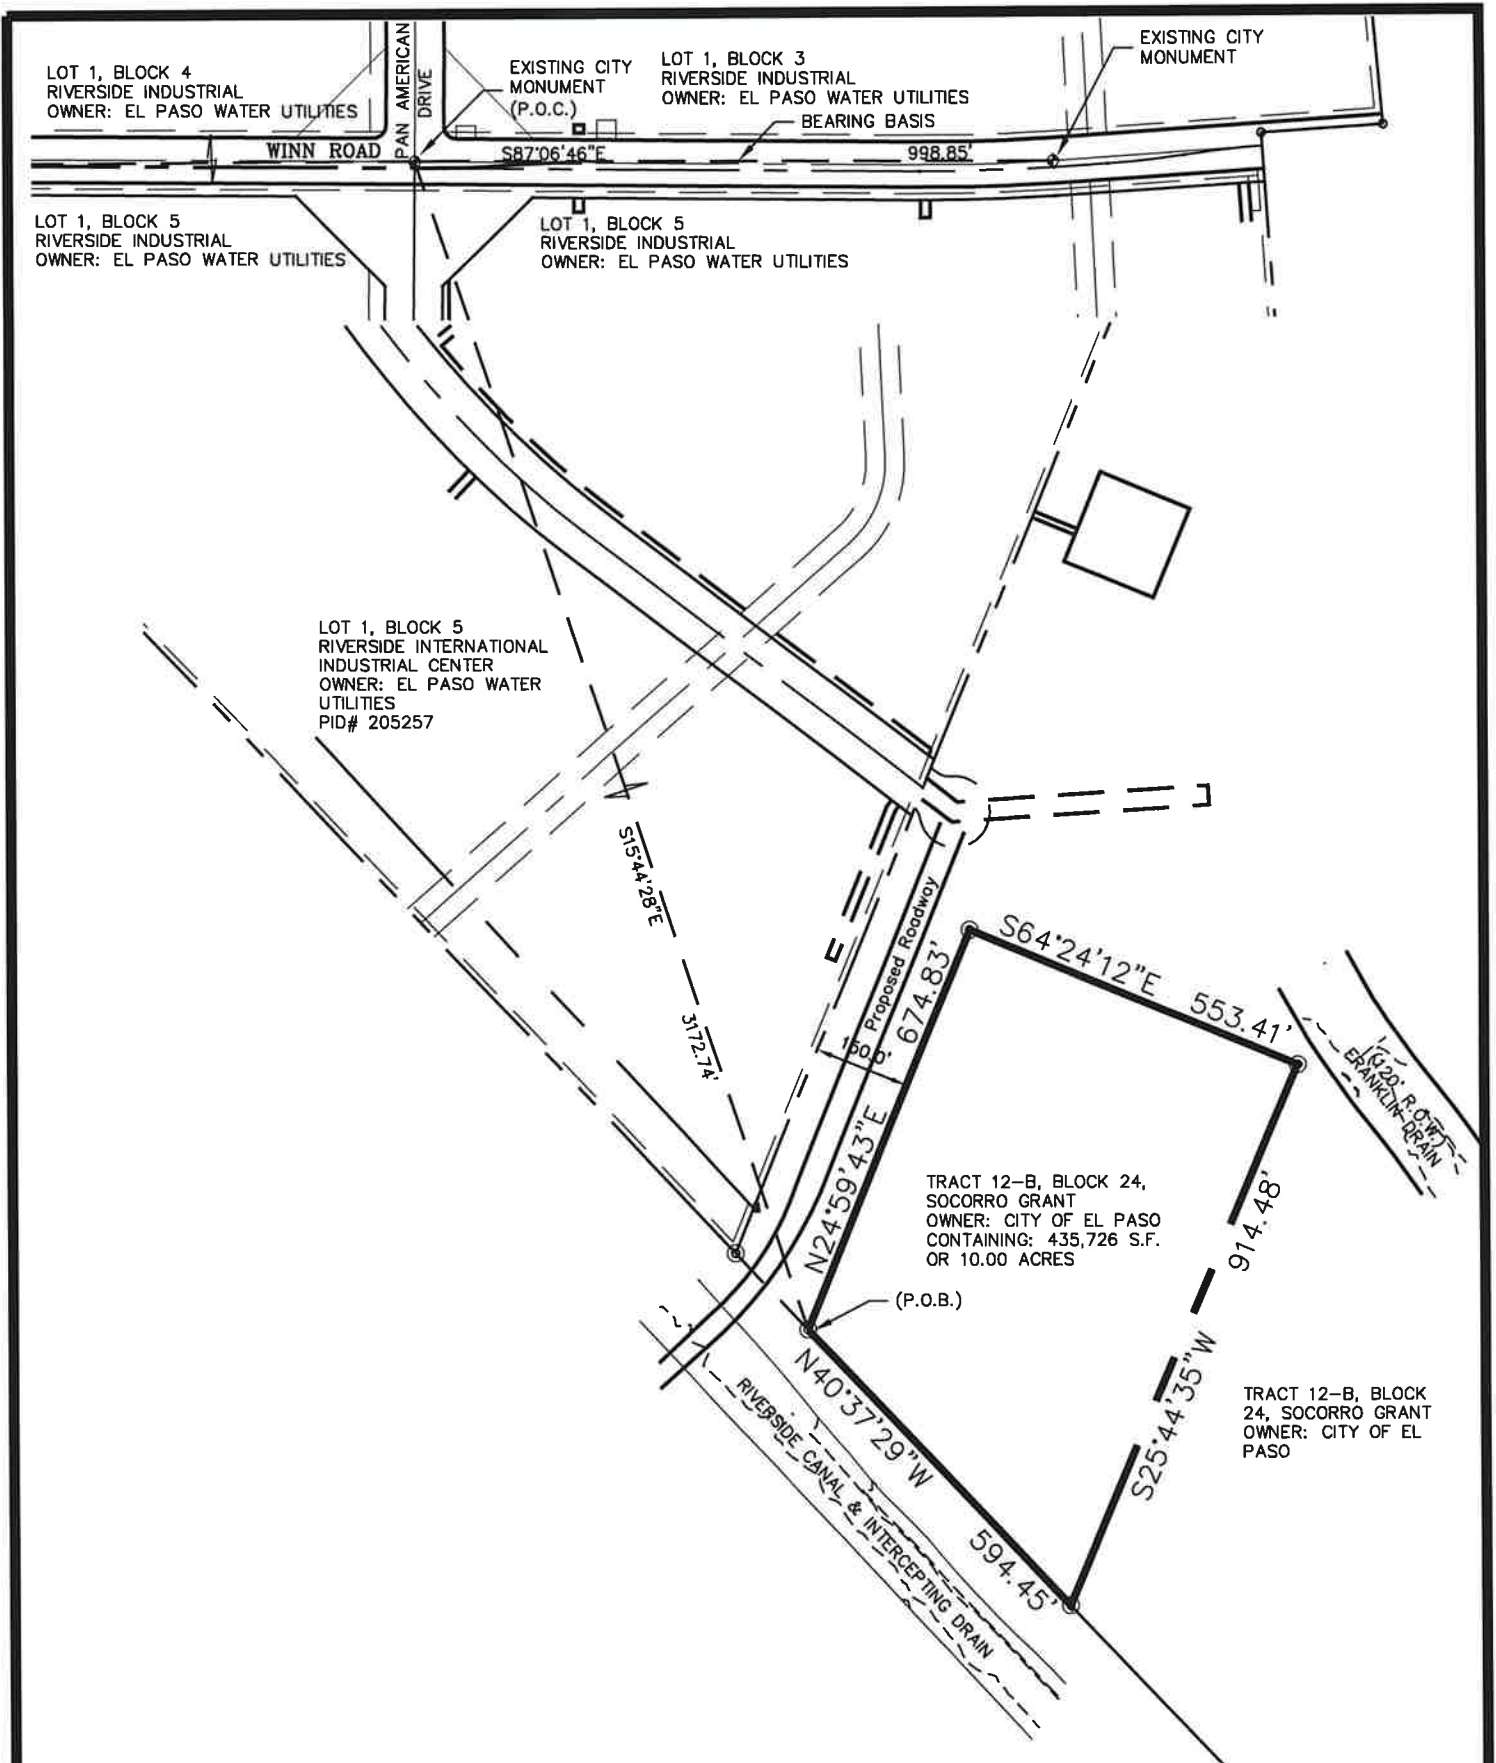 LOT 1, BLOCK 4
RIVERSIDE INDUSTRIAL
OWNER: EL PASO WATER UTILITIES
PAN AMERICAN
DRIVE
EXISTING CITY
MONUMENT
(P.O.C.)
LOT 1, BLOCK 3
RIVERSIDE INDUSTRIAL
OWNER: EL PASO WATER UTILITIES
EXISTING CITY
MONUMENT
BEARING BASIS
WINN ROAD
S87°06'46"E
998.85'
LOT 1, BLOCK 5
RIVERSIDE INDUSTRIAL
OWNER: EL PASO WATER UTILITIES
LOT 1, BLOCK 5
RIVERSIDE INDUSTRIAL
OWNER: EL PASO WATER UTILITIES
LOT 1, BLOCK 5
RIVERSIDE INTERNATIONAL
INDUSTRIAL CENTER
OWNER: EL PASO WATER
UTILITIES
PID# 205257
S15°44'28"E
3172.74'
Proposed Roadway
150.0'
N24°59'43"E
674.83'
S64°24'12"E
553.41'
(120' R.O.W.)
FRANKLIN DRAIN
TRACT 12-B, BLOCK 24,
SOCORRO GRANT
OWNER: CITY OF EL PASO
CONTAINING: 435,726 S.F.
OR 10.00 ACRES
914.48'
S25°44'35"W
(P.O.B.)
N40°37'29"W
594.45'
RIVERSIDE CANAL & INTERCEPTING DRAIN
TRACT 12-B, BLOCK
24, SOCORRO GRANT
OWNER: CITY OF EL
PASO